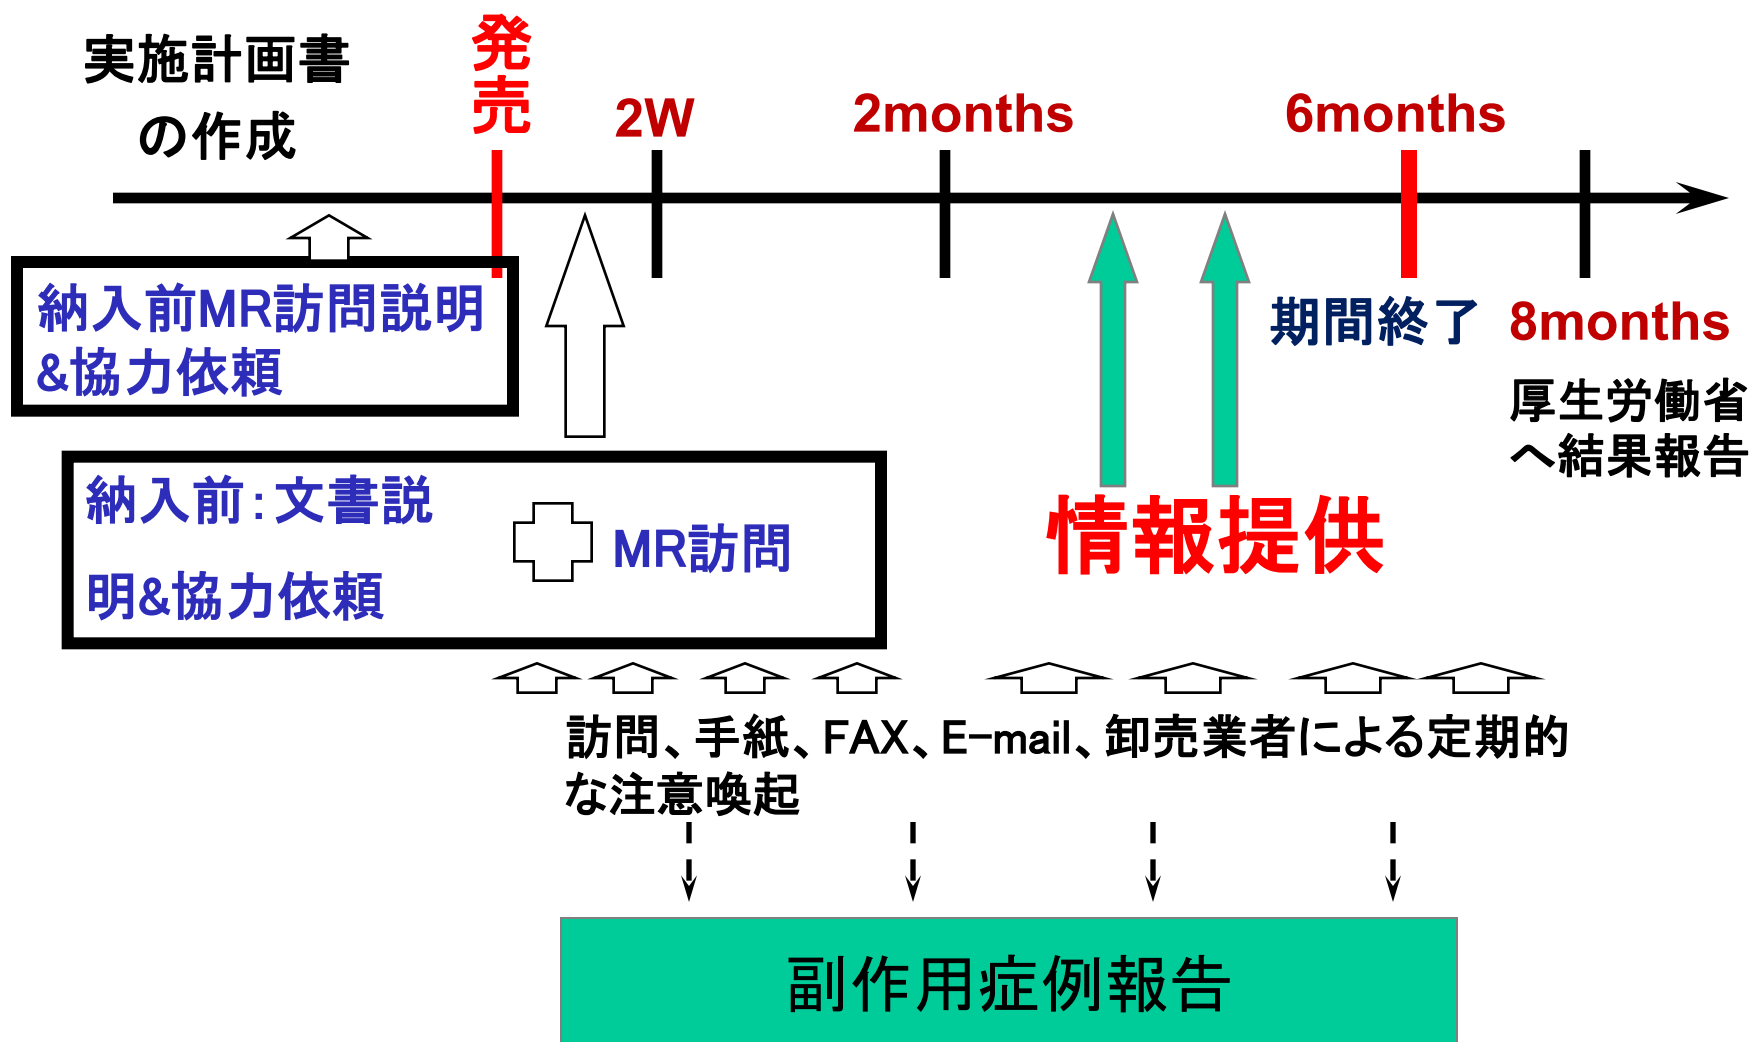 実施計画書
の作成
発売
2W
2months
6months
納入前MR訪問説明
&協力依頼
期間終了
8months
厚生労働省
へ結果報告
納入前：文書説
明&協力依頼
MR訪問
情報提供
訪問、手紙、FAX、E-mail、卸売業者による定期的
な注意喚起
副作用症例報告